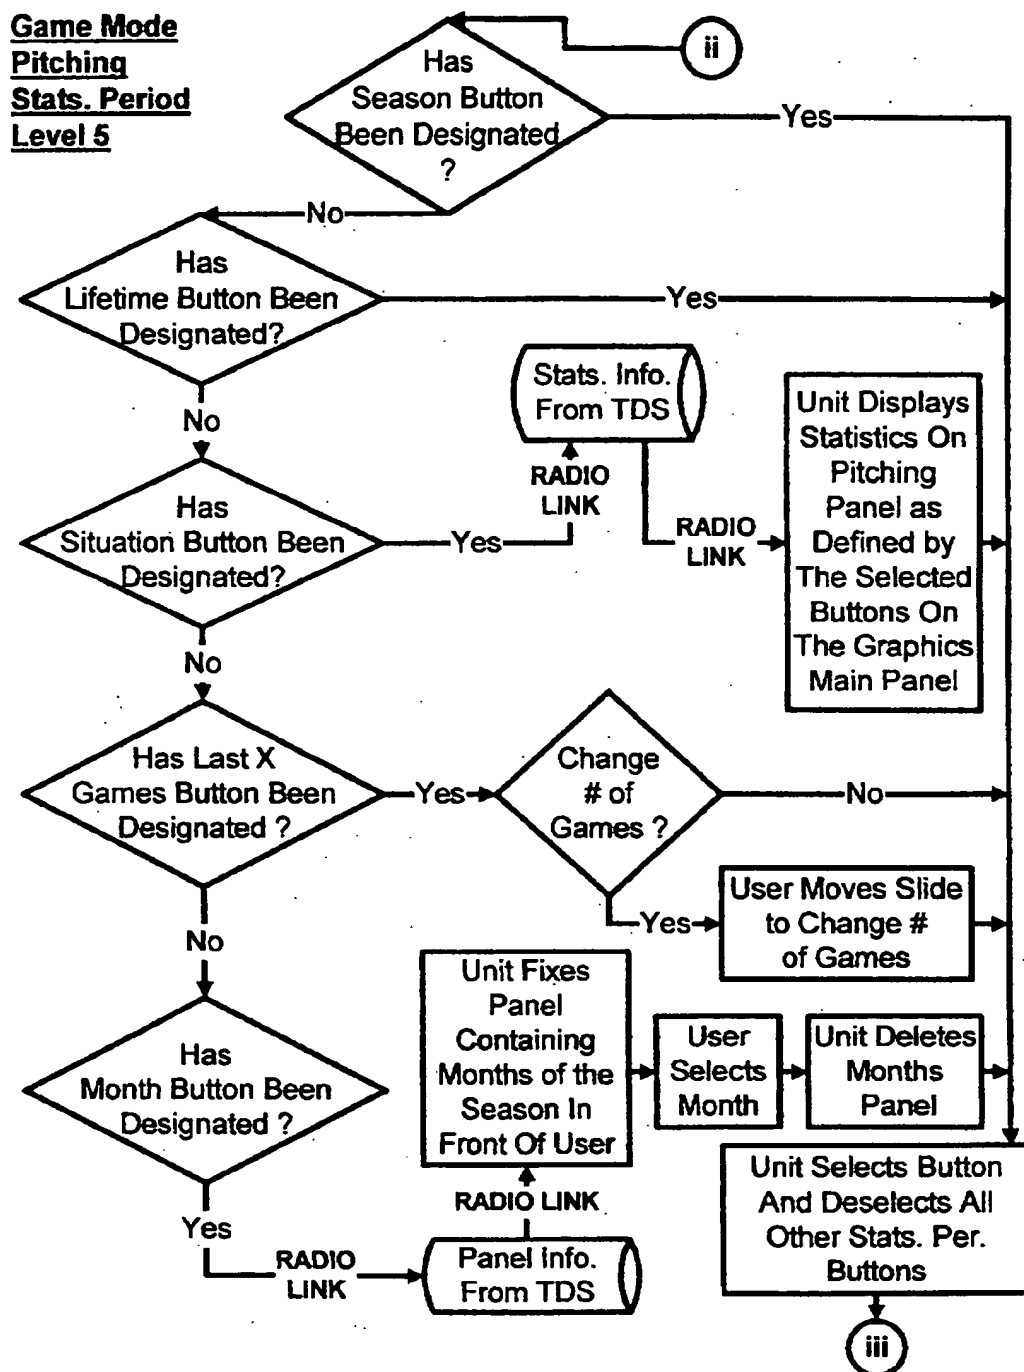 Game Mode
Pitching
Stats. Period
Level 5
ii
Has
Season Button
Been Designated
?
Yes
No
Has
Lifetime Button Been
Designated?
Yes
No
Stats. Info.
From TDS
RADIO
LINK
RADIO
LINK
Unit Displays
Statistics On
Pitching
Panel as
Defined by
The Selected
Buttons On
The Graphics
Main Panel
Has
Situation Button Been
Designated?
Yes
No
Has Last X
Games Button Been
Designated ?
Yes
Change
# of
Games ?
No
Yes
User Moves Slide
to Change #
of Games
No
Has
Month Button Been
Designated ?
Yes
RADIO
LINK
Panel Info.
From TDS
RADIO LINK
Unit Fixes
Panel
Containing
Months of the
Season In
Front Of User
User
Selects
Month
Unit Deletes
Months
Panel
Unit Selects Button
And Deselects All
Other Stats. Per.
Buttons
iii